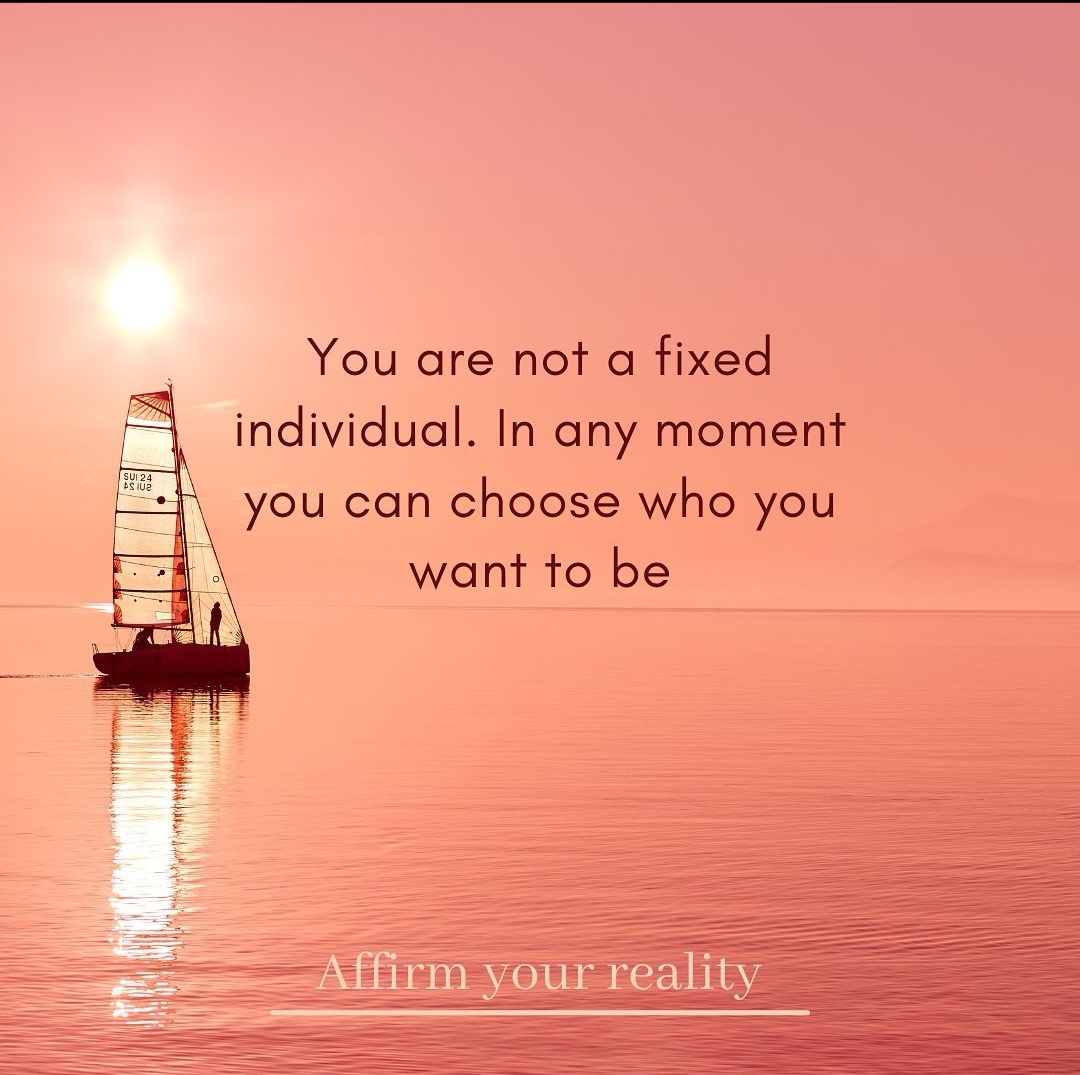 SUI 24
You are not a fixed
individual. In any moment
you can choose who you
want to be
Affirm your reality